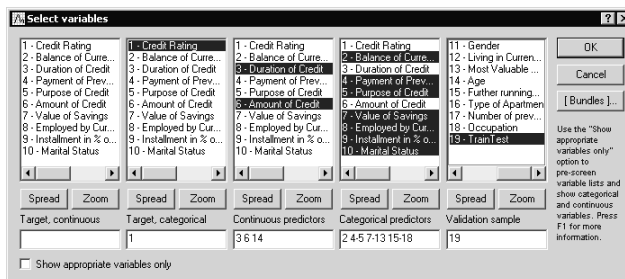 Select variables
1 - Credit Rating
2 - Balance of Curre...
3 - Duration of Credit
4 - Payment of Prev...
5 - Purpose of Credit
6 - Amount of Credit
7 - Value of Savings
8 - Employed by Cur...
9 - Installment in % o...
10 - Marital Status
1 - Credit Rating
2 - Balance of Curre...
3 - Duration of Credit
4 - Payment of Prev...
5 - Purpose of Credit
6 - Amount of Credit
7 - Value of Savings
8 - Employed by Cur...
9 - Installment in % o...
10 - Marital Status
1 - Credit Rating
2 - Balance of Curre...
3 - Duration of Credit
4 - Payment of Prev...
5 - Purpose of Credit
6 - Amount of Credit
7 - Value of Savings
8 - Employed by Cur...
9 - Installment in % o...
10 - Marital Status
1 - Credit Rating
2 - Balance of Curre...
3 - Duration of Credit
4 - Payment of Prev...
5 - Purpose of Credit
6 - Amount of Credit
7 - Value of Savings
8 - Employed by Cur...
9 - Installment in % o...
10 - Marital Status
11 - Gender
12 - Living in Curren...
13 - Most Valuable ...
14 - Age
15 - Further running...
16 - Type of Apartmen
17 - Number of prev...
18 - Occupation
19 - TrainTest
OK
Cancel
[ Bundles ]...
Use the "Show
appropriate
variables only"
option to
pre-screen
variable lists and
show categorical
and continuous
variables. Press
F1 for more
information.
Spread Zoom Spread Zoom Spread Zoom Spread Zoom Spread Zoom
Target, continuous Target, categorical Continuous predictors Categorical predictors Validation sample
1 3 6 14 2 4-5 7-13 15-18 19
Show appropriate variables only